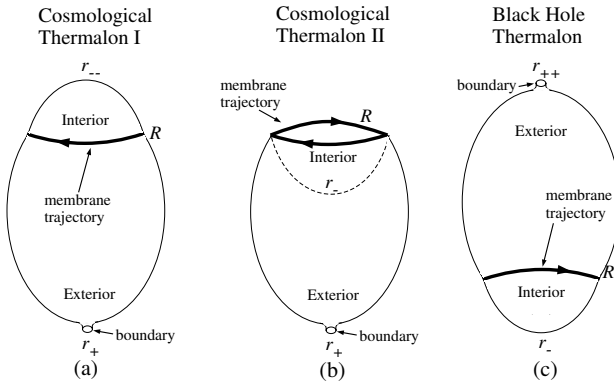 Cosmological
Thermalon I
r--
Interior
R
membrane
trajectory
Exterior
boundary
r+
(a)
Cosmological
Thermalon II
membrane
trajectory
R
Interior
r-
Exterior
boundary
r+
(b)
Black Hole
Thermalon
r++
boundary
Exterior
membrane
trajectory
R
Interior
r-
(c)